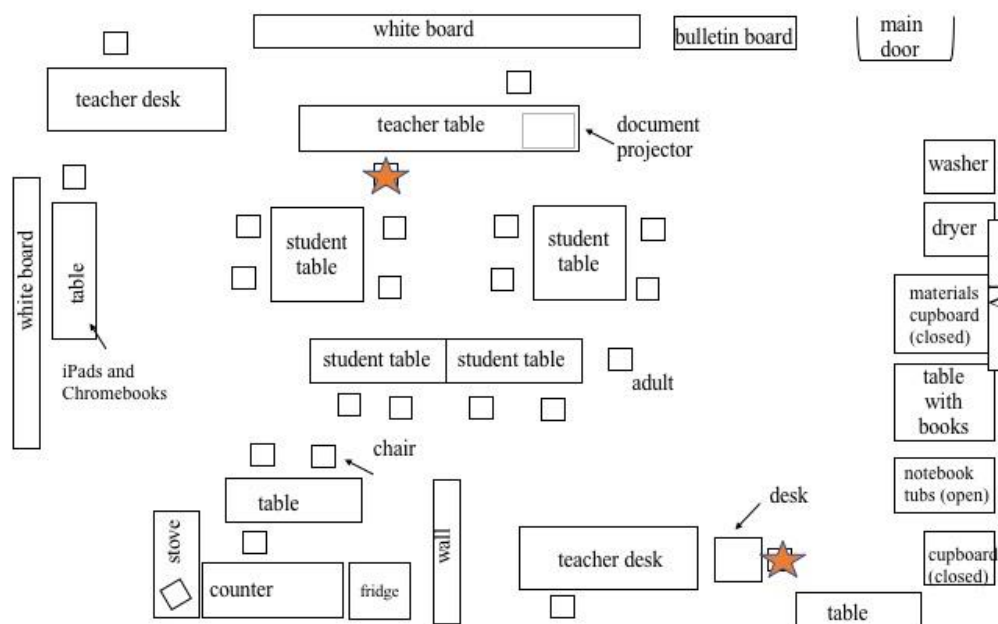 white board
bulletin board
main
door
teacher desk
teacher table
document
projector
washer
white board
table
student
table
student
table
dryer
materials
cupboard
(closed)
iPads and
Chromebooks
student table
student table
adult
table
with
books
chair
table
notebook
tubs (open)
desk
stove
wall
teacher desk
cupboard
(closed)
counter
fridge
table